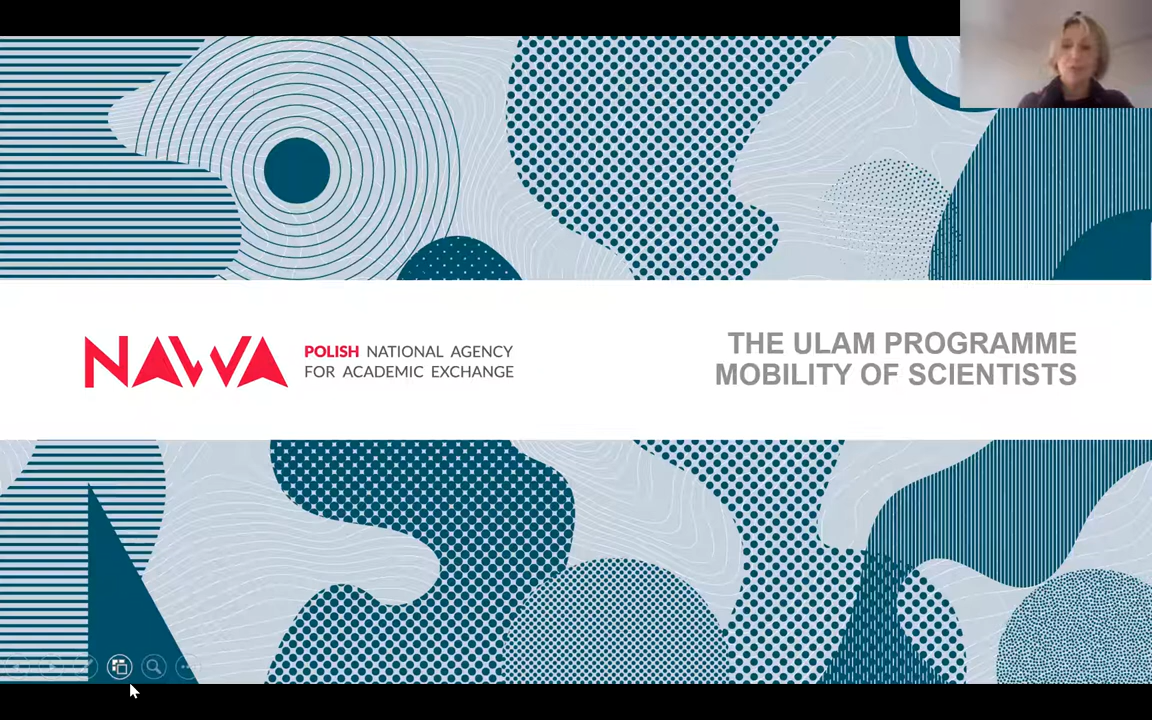 NAWA
POLISH NATIONAL AGENCY
FOR ACADEMIC EXCHANGE
THE ULAM PROGRAMME
MOBILITY OF SCIENTISTS